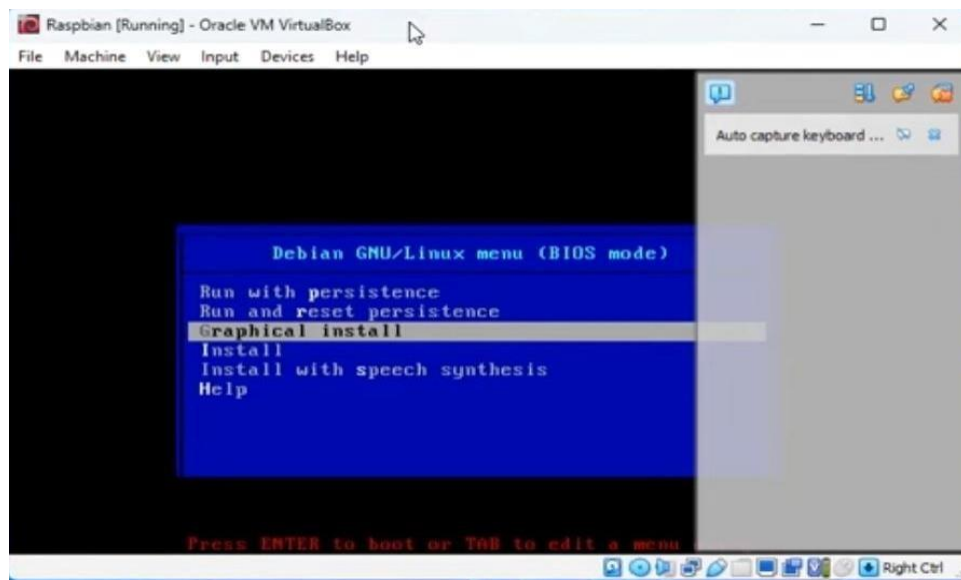 Raspbian [Running] - Oracle VM VirtualBox
File Machine View Input Devices Help
Auto capture keyboard ...
Debian GNU/Linux menu (BIOS mode)
Run with persistence
Run and reset persistence
Graphical install
Install
Install with speech synthesis
Help
Press ENTER to boot or TAB to edit a menu
Right Ctrl